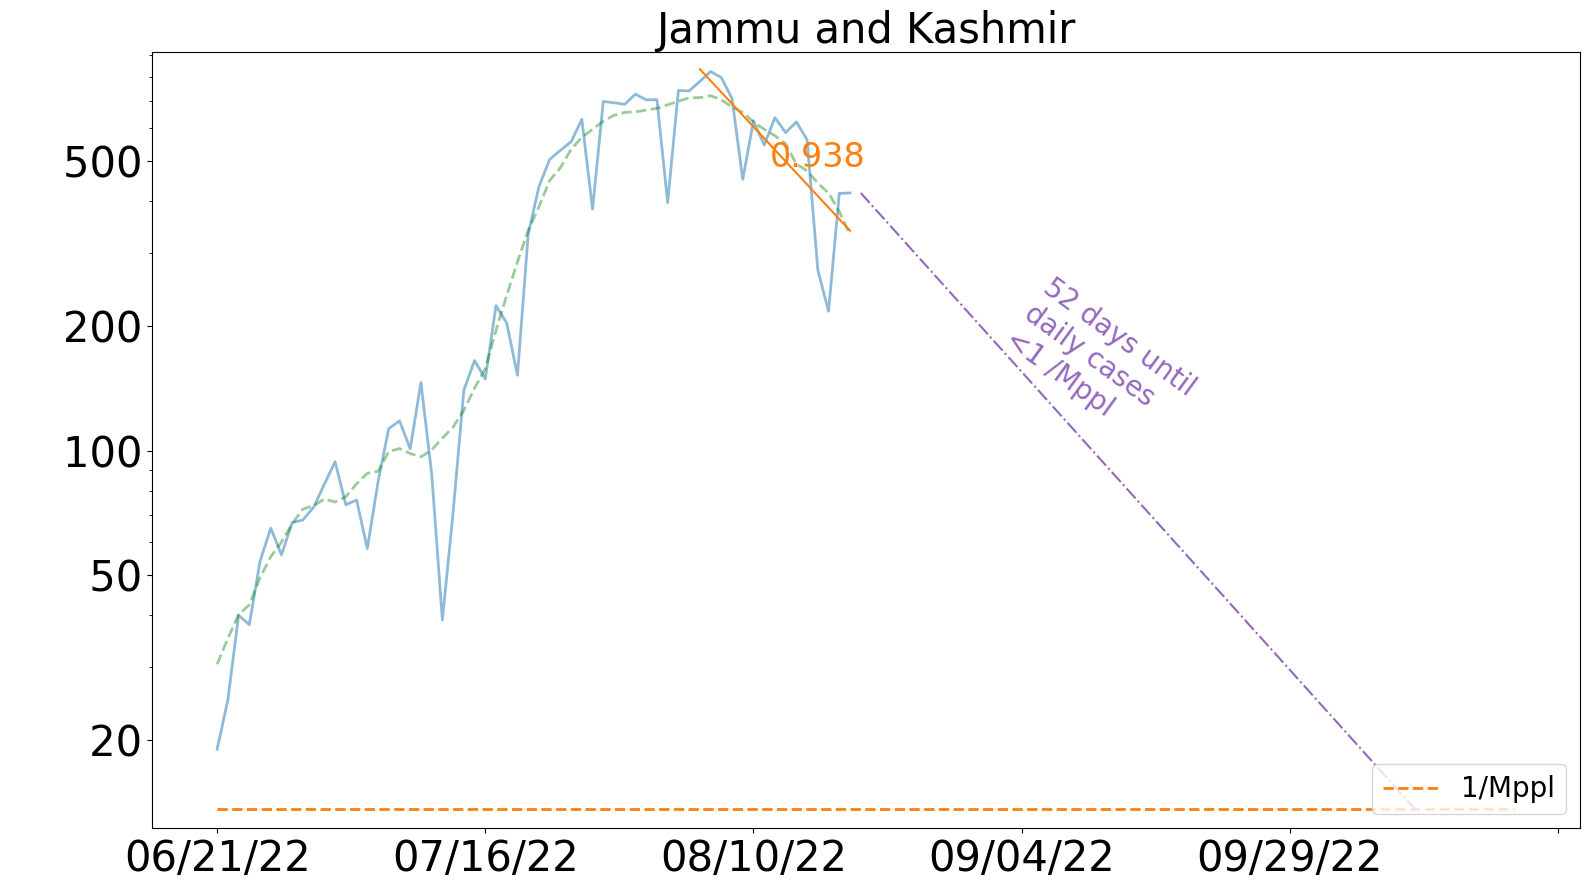 Jammu and Kashmir
500
200
100
50
20
0.938
52 days until
daily cases
<1 /Mppl
1/Mppl
06/21/22
07/16/22
08/10/22
09/04/22
09/29/22